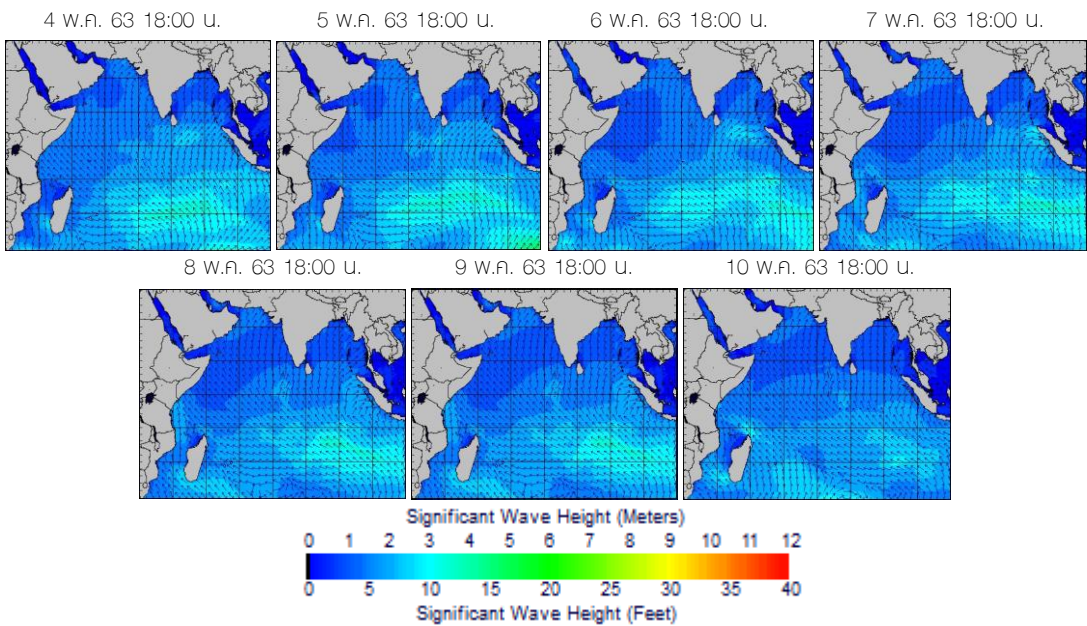 4 พ.ค. 63 18:00 น. 5 พ.ค. 63 18:00 น. 6 พ.ค. 63 18:00 น. 7 พ.ค. 63 18:00 น.
8 พ.ค. 63 18:00 น. 9 พ.ค. 63 18:00 น. 10 พ.ค. 63 18:00 น.
Significant Wave Height (Meters)
0 1 2 3 4 5 6 7 8 9 10 11 12
0 5 10 15 20 25 30 35 40
Significant Wave Height (Feet)